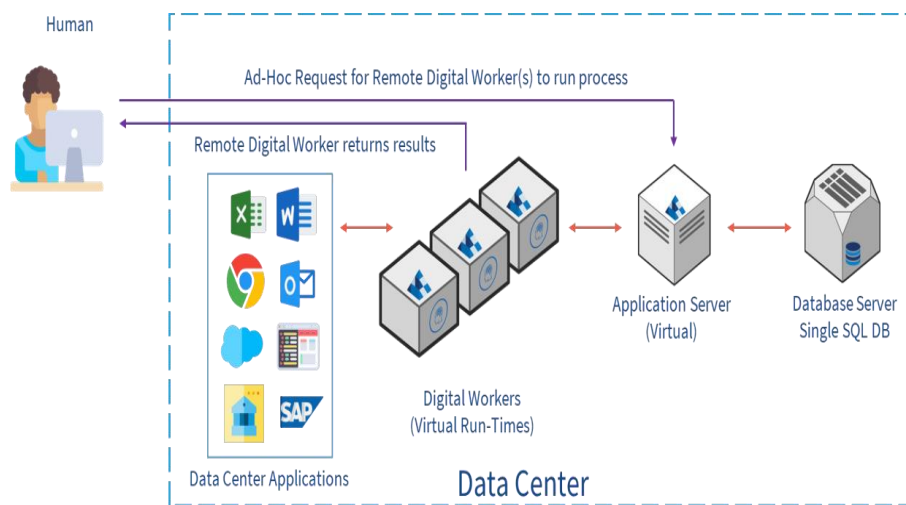 Human
Ad-Hoc Request for Remote Digital Worker(s) to run process
Remote Digital Worker returns results
X
W
O
SAP
Application Server
(Virtual)
Database Server
Single SQL DB
Digital Workers
(Virtual Run-Times)
Data Center Applications
Data Center